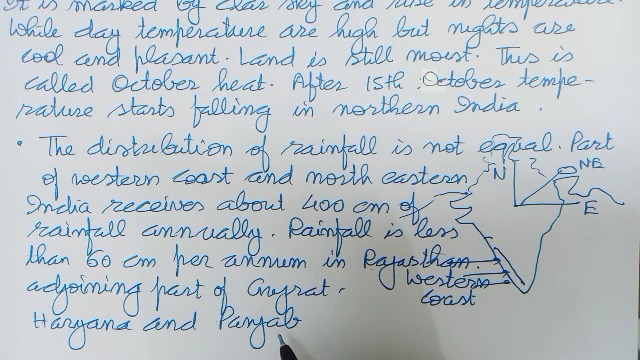 It is marked by clear sky and rise in temperature.
While day temperature are high but nights are
cool and plesant. Land is still moist. This is
called October heat. After 15th October tempe-
rature starts falling in northern India.
• The distribution of rainfall is not equal. Part
of western coast and north eastern
India receives about 400 cm of
rainfall annually. Rainfall is less
than 60 cm per annum in Rajasthan.
adjoining part of Gujrat.
Haryana and Panjab
N
NE
E
Western
Coast